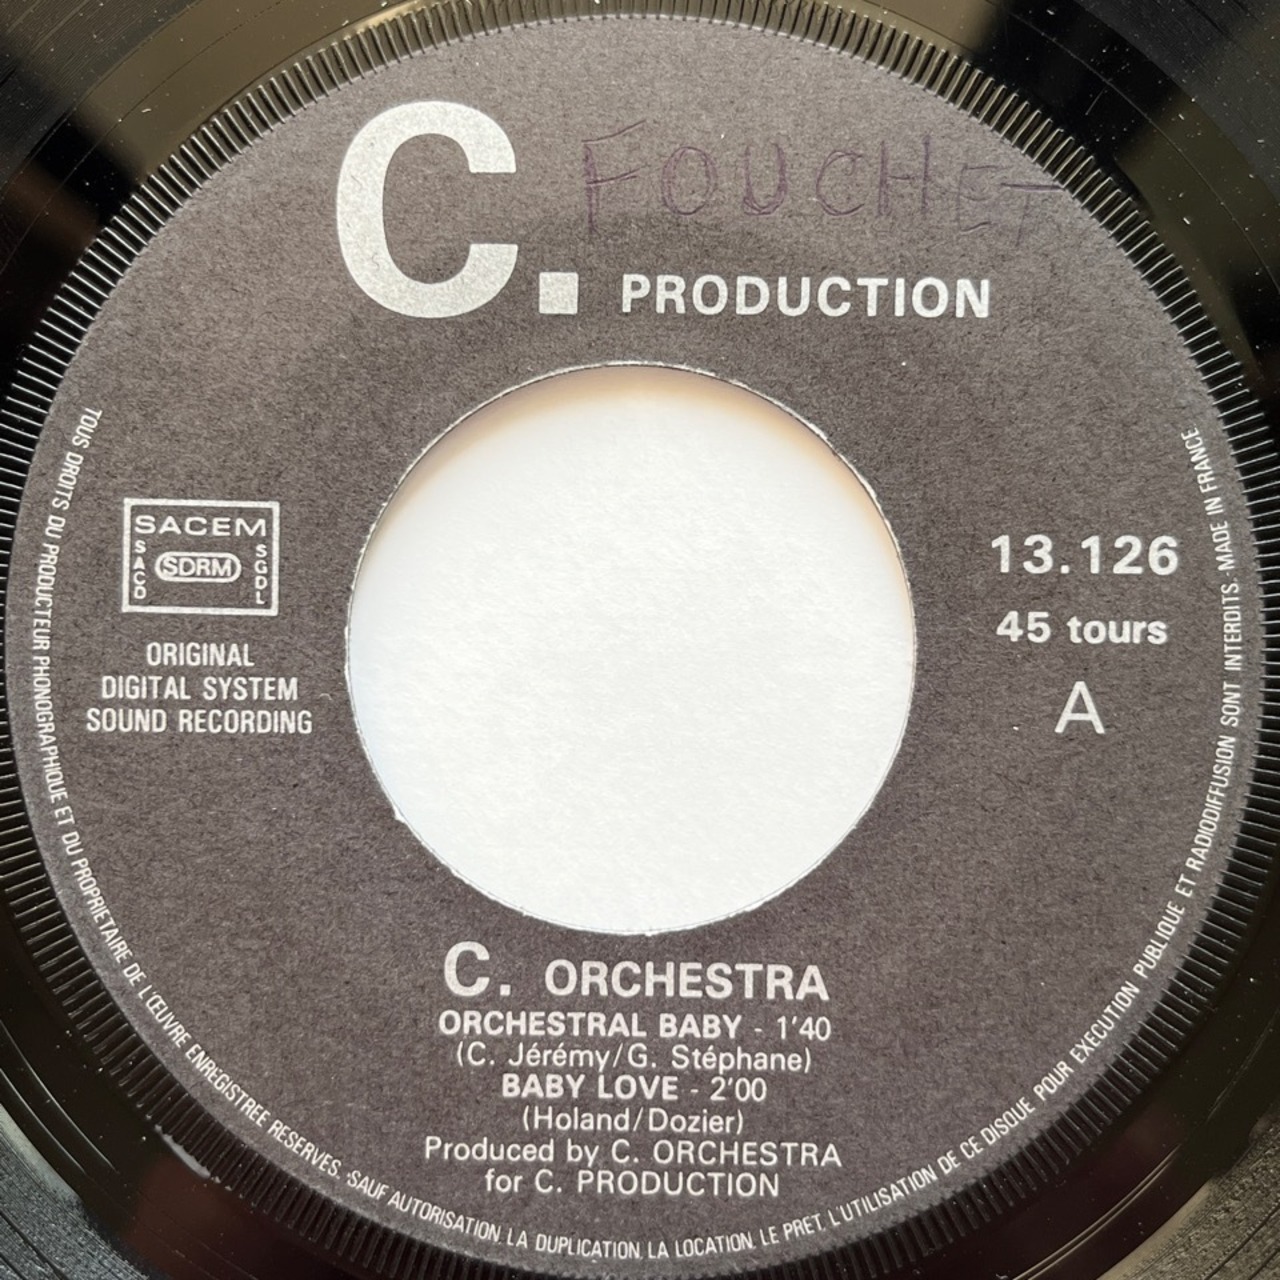 C. FOUCHET
PRODUCTION
SACEM
SACD
SDRM
SGDL
ORIGINAL
DIGITAL SYSTEM
SOUND RECORDING
13.126
45 tours
A
C. ORCHESTRA
ORCHESTRAL BABY - 1'40
(C. Jérémy/G. Stéphane)
BABY LOVE - 2'00
(Holand/Dozier)
Produced by C. ORCHESTRA
for C. PRODUCTION
TOUS DROITS DU PRODUCTEUR PHONOGRAPHIQUE ET DU PROPRIETAIRE DE L'ŒUVRE ENREGISTREE RESERVES. SAUF AUTORISATION, LA DUPLICATION, LA LOCATION, LE PRET, L'UTILISATION DE CE DISQUE POUR EXECUTION PUBLIQUE ET RADIODIFFUSION SONT INTERDITS. MADE IN FRANCE